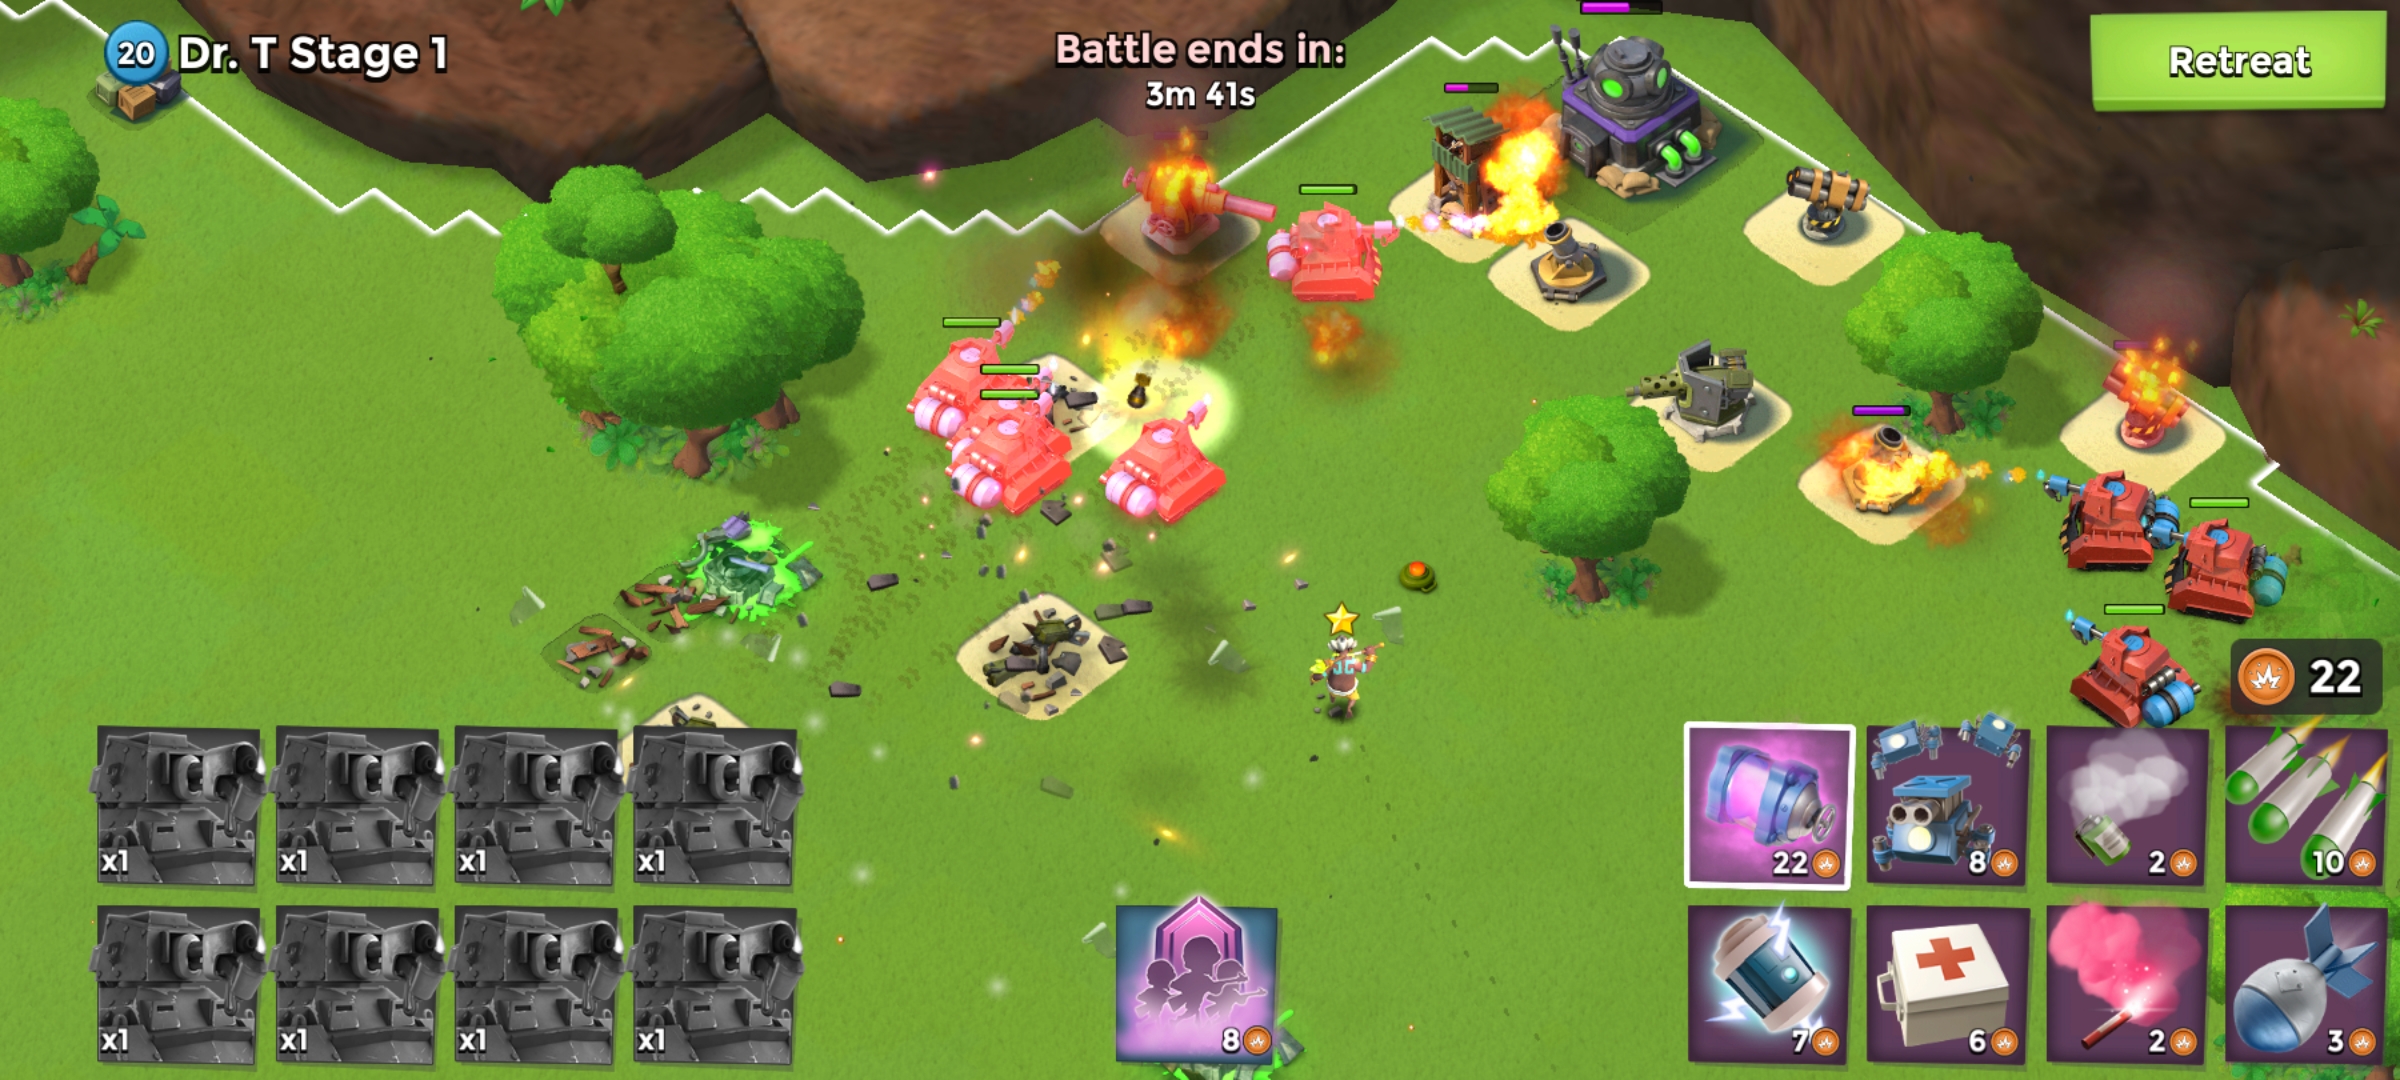 20 Dr. T Stage 1
Battle ends in:
3m 41s
Retreat
22
x1 x1 x1 x1
22 8 2 10
x1 x1 x1 x1
8
7 6 2 3